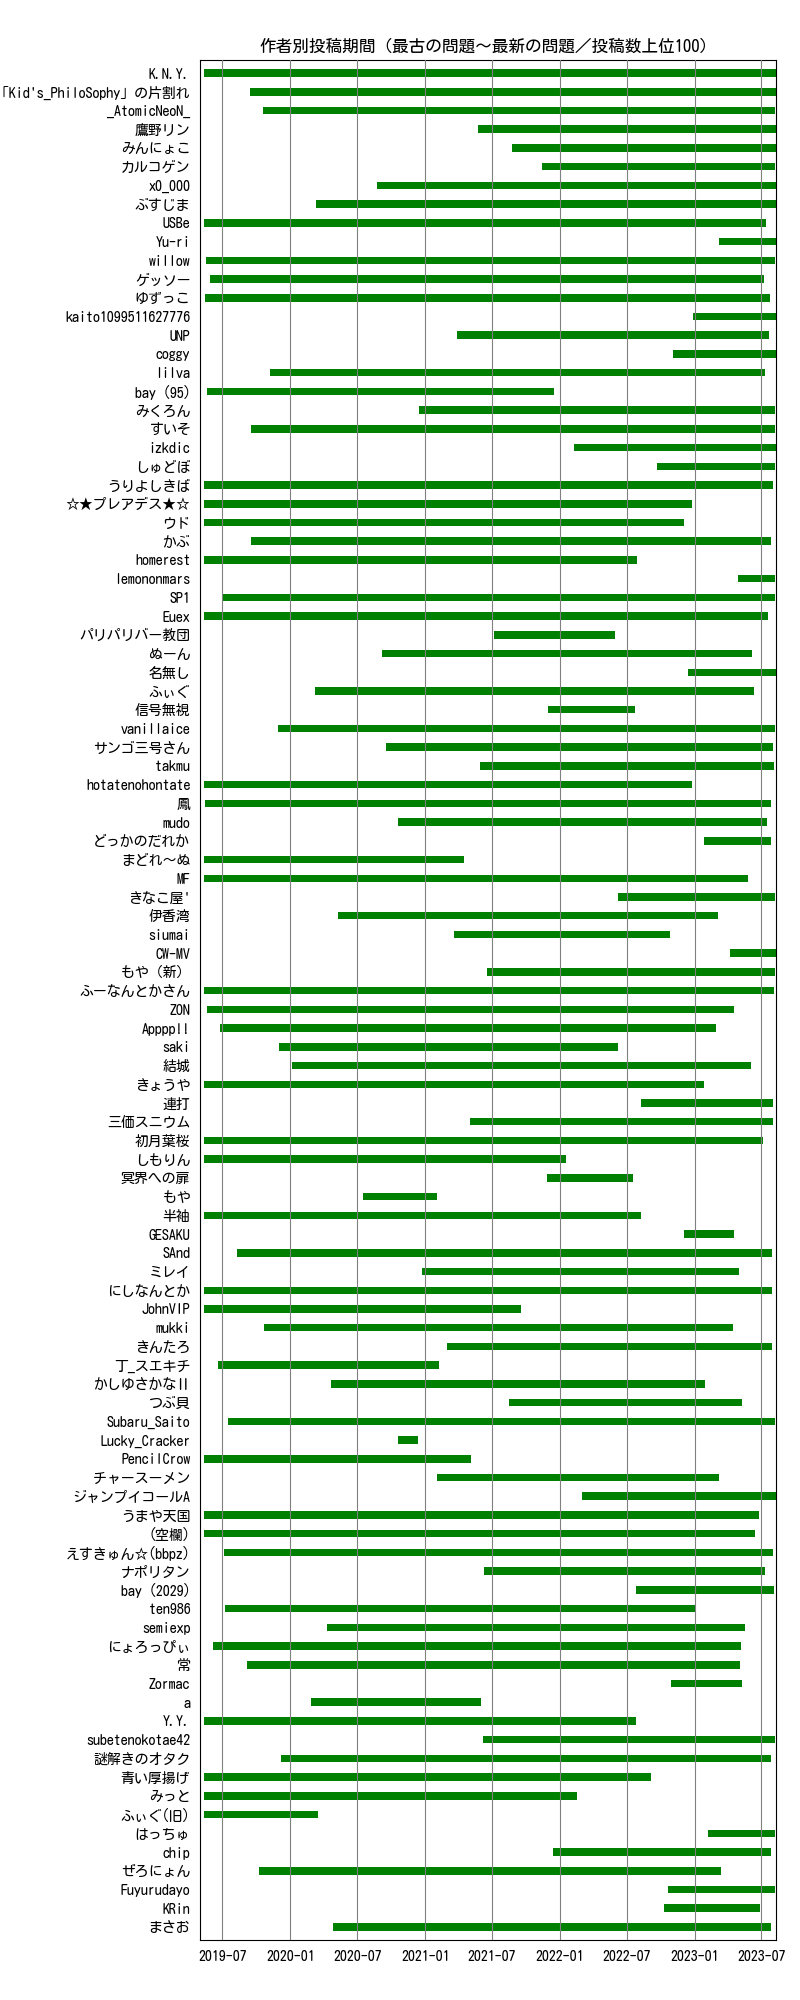 作者別投稿期間（最古の問題～最新の問題／投稿数上位100）
K.N.Y.
「Kid's_PhiloSophy」の片割れ
_AtomicNeoN_
鷹野リン
みんにょこ
カルコゲン
x0_000
ぶすじま
USBe
Yu-ri
willow
ゲッソー
ゆずっこ
kaito1099511627776
UNP
coggy
lilva
bay (95)
みくろん
すいそ
izkdic
しゅどぼ
うりよしきば
☆★プレアデス★☆
ウド
かぶ
homerest
lemononmars
SP1
Euex
パリパリバー教団
ぬーん
名無し
ふぃぐ
信号無視
vanillaice
サンゴ三号さん
takmu
hotatenohontate
鳳
mudo
どっかのだれか
まどれ～ぬ
MF
きなこ屋'
伊香湾
siumai
CW-MV
もや（新）
ふーなんとかさん
ZON
Appppll
saki
結城
きょうや
連打
三価スニウム
初月葉桜
しもりん
冥界への扉
もや
半袖
GESAKU
SAnd
ミレイ
にしなんとか
JohnVIP
mukki
きんたろ
丁_スエキチ
かしゆさかなⅡ
つぶ貝
Subaru_Saito
Lucky_Cracker
PencilCrow
チャースーメン
ジャンプイコールA
うまや天国
(空欄)
えすきゅん☆(bbpz)
ナポリタン
bay (2029)
ten986
semiexp
にょろっぴぃ
常
Zormac
a
Y.Y.
subetenokotae42
謎解きのオタク
青い厚揚げ
みっと
ふぃぐ(旧)
はっちゅ
chip
ぜろにょん
Fuyurudayo
KRin
まさお
2019-07 2020-01 2020-07 2021-01 2021-07 2022-01 2022-07 2023-01 2023-07